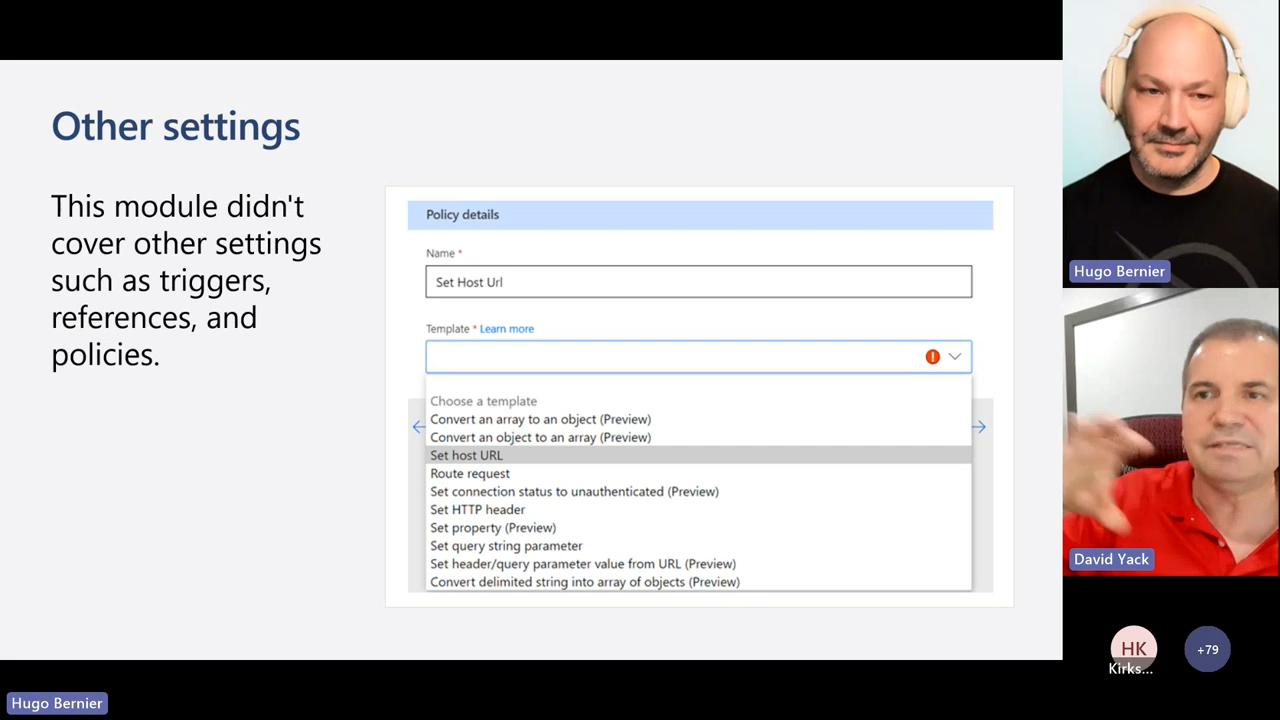 Other settings
This module didn't
cover other settings
such as triggers,
references, and
policies.
Policy details
Name *
Set Host Url
Template * Learn more
Choose a template
Convert an array to an object (Preview)
Convert an object to an array (Preview)
Set host URL
Route request
Set connection status to unauthenticated (Preview)
Set HTTP header
Set property (Preview)
Set query string parameter
Set header/query parameter value from URL (Preview)
Convert delimited string into array of objects (Preview)
Hugo Bernier
David Yack
HK
Kirks...
+79
Hugo Bernier